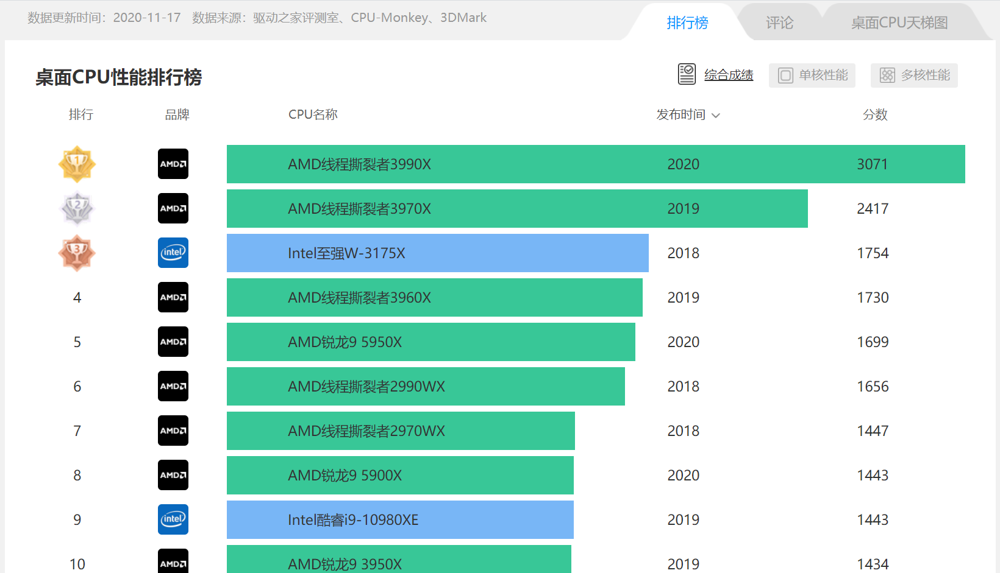 数据更新时间：2020-11-17 数据来源：驱动之家评测室、CPU-Monkey、3DMark
排行榜 评论 桌面CPU天梯图
桌面CPU性能排行榜 综合成绩 单核性能 多核性能
排行 品牌 CPU名称 发布时间 分数
1 AMD AMD线程撕裂者3990X 2020 3071
2 AMD AMD线程撕裂者3970X 2019 2417
3 intel Intel至强W-3175X 2018 1754
4 AMD AMD线程撕裂者3960X 2019 1730
5 AMD AMD锐龙9 5950X 2020 1699
6 AMD AMD线程撕裂者2990WX 2018 1656
7 AMD AMD线程撕裂者2970WX 2018 1447
8 AMD AMD锐龙9 5900X 2020 1443
9 intel Intel酷睿i9-10980XE 2019 1443
10 AMD AMD锐龙9 3950X 2019 1434